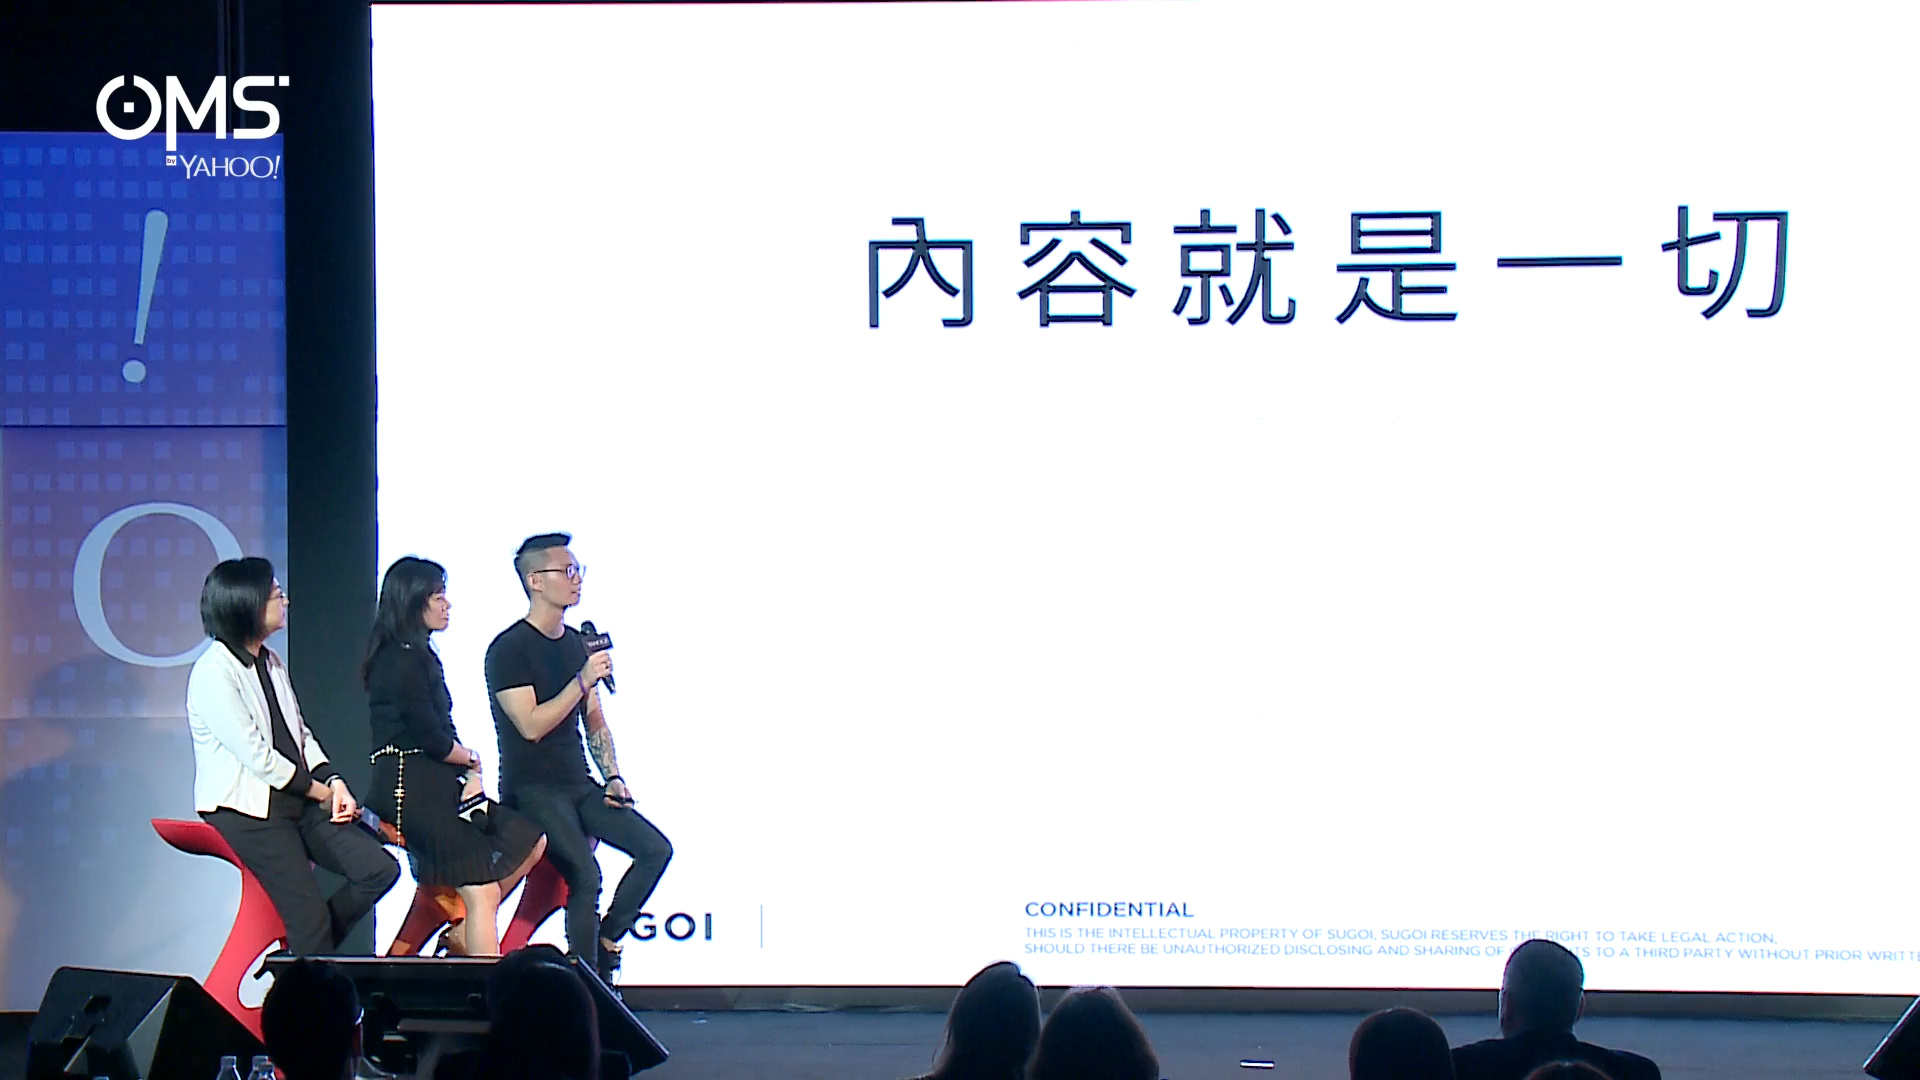 OMS
by YAHOO!
!
O
內容就是一切
GOI
CONFIDENTIAL
THIS IS THE INTELLECTUAL PROPERTY OF SUGOI, SUGOI RESERVES THE RIGHT TO TAKE LEGAL ACTION,
SHOULD THERE BE UNAUTHORIZED DISCLOSING AND SHARING OF TO A THIRD PARTY WITHOUT PRIOR